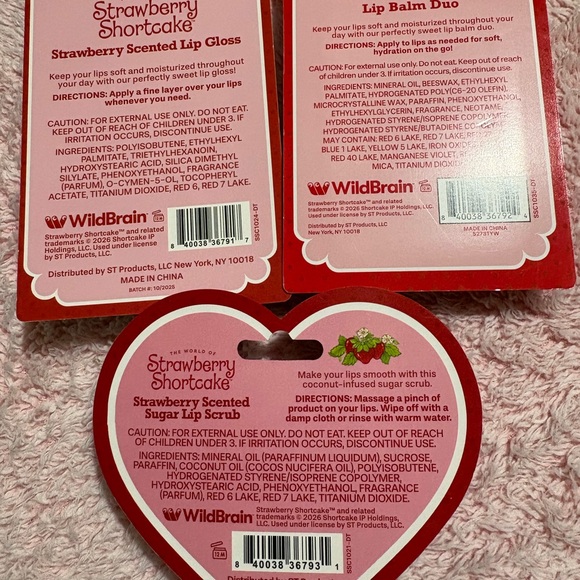 Strawberry
Shortcake™
Strawberry Scented Lip Gloss
Keep your lips soft and moisturized throughout
your day with our perfectly sweet lip gloss!
DIRECTIONS: Apply a fine layer over your lips
whenever you need.
CAUTION: FOR EXTERNAL USE ONLY. DO NOT EAT.
KEEP OUT OF REACH OF CHILDREN UNDER 3. IF
IRRITATION OCCURS, DISCONTINUE USE.
INGREDIENTS: POLYISOBUTENE, ETHYLHEXYL
PALMITATE, TRIETHYLHEXANOIN,
HYDROXYSTEARIC ACID, SILICA DIMETHYL
SILYLATE, PHENOXYETHANOL, FRAGRANCE
(PARFUM), O-CYMEN-5-OL, TOCOPHERYL
ACETATE, TITANIUM DIOXIDE, RED 6, RED 7 LAKE.
WildBrain
Strawberry Shortcake™ and related
trademarks © 2026 Shortcake IP
Holdings, LLC. Used under license
by ST Products, LLC.
8 40038 36791 7
SSC1024-DT
Distributed by ST Products, LLC New York, NY 10018
MADE IN CHINA
BATCH #: 10/2025
Lip Balm Duo
Keep your lips soft and moisturized throughout your
day with our perfectly sweet lip balm duo.
DIRECTIONS: Apply to lips as needed for soft,
hydration on the go!
CAUTION: For external use only. Do not eat. Keep out of reach
of children under 3. If irritation occurs, discontinue use.
INGREDIENTS: MINERAL OIL, BEESWAX, ETHYLHEXYL
PALMITATE, HYDROGENATED POLY(C6-20 OLEFIN),
MICROCRYSTALLINE WAX, PARAFFIN, PHENOXYETHANOL,
ETHYLHEXYLGLYCERIN, FRAGRANCE, NEOTAME,
HYDROGENATED STYRENE/ISOPRENE COPOLYMER,
HYDROGENATED STYRENE/BUTADIENE COPOLYMER
MAY CONTAIN: RED 6 LAKE, RED 7 LAKE, RED
BLUE 1 LAKE, YELLOW 5 LAKE, IRON OXIDE
RED 40 LAKE, MANGANESE VIOLET,
MICA, TITANIUM DIOXIDE
WildBrain
Strawberry Shortcake™ and related
trademarks © 2026 Shortcake IP Holdings, LLC.
Used under license by ST Products, LLC.
8 40038 36792 4
SSC1035-DT
Distributed by ST Products, LLC
New York, NY 10018
MADE IN CHINA
S279TYW
THE WORLD OF
Strawberry
Shortcake™
Strawberry Scented
Sugar Lip Scrub
Make your lips smooth with this
coconut-infused sugar scrub.
DIRECTIONS: Massage a pinch of
product on your lips. Wipe off with a
damp cloth or rinse with warm water.
CAUTION: FOR EXTERNAL USE ONLY. DO NOT EAT. KEEP OUT OF REACH
OF CHILDREN UNDER 3. IF IRRITATION OCCURS, DISCONTINUE USE.
INGREDIENTS: MINERAL OIL (PARAFFINUM LIQUIDUM), SUCROSE,
PARAFFIN, COCONUT OIL (COCOS NUCIFERA OIL), POLYISOBUTENE,
HYDROGENATED STYRENE/ISOPRENE COPOLYMER,
HYDROXYSTEARIC ACID, PHENOXYETHANOL, FRAGRANCE
(PARFUM), RED 6 LAKE, RED 7 LAKE, TITANIUM DIOXIDE.
WildBrain
Strawberry Shortcake™ and related
trademarks © 2026 Shortcake IP Holdings,
LLC. Used under license by ST Products, LLC.
12 M
8 40038 36793 1
SSC1021-DT
Distributed by ST